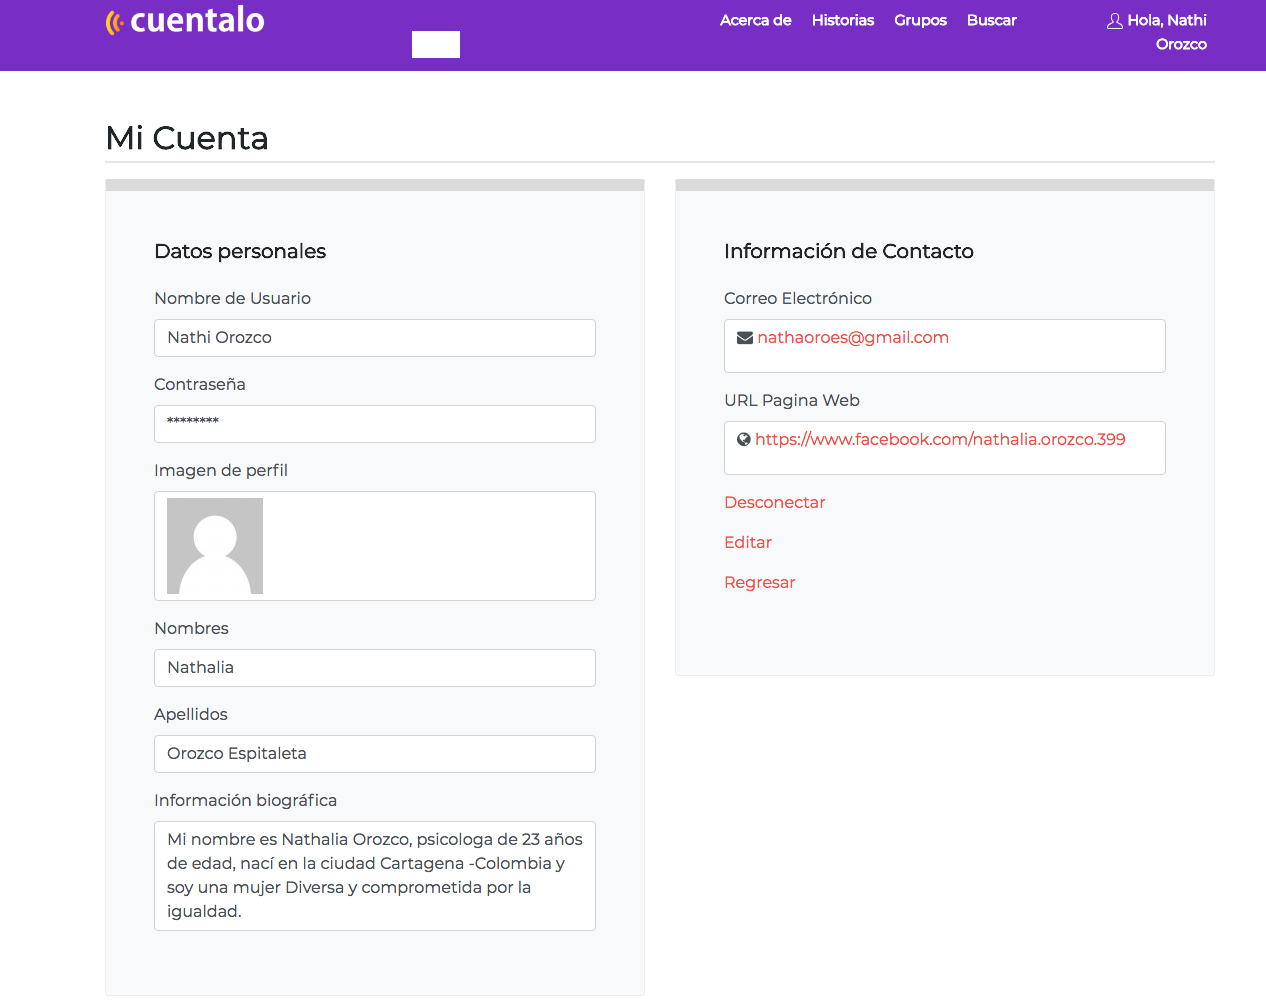 cuentalo
Acerca de
Historias
Grupos
Buscar
Hola, Nathi
Orozco
Mi Cuenta
Datos personales
Nombre de Usuario
Nathi Orozco
Contraseña
********
Imagen de perfil
Nombres
Nathalia
Apellidos
Orozco Espitaleta
Información biográfica
Mi nombre es Nathalia Orozco, psicologa de 23 años
de edad, nací en la ciudad Cartagena -Colombia y
soy una mujer Diversa y comprometida por la
igualdad.
Información de Contacto
Correo Electrónico
nathaoroes@gmail.com
URL Pagina Web
https://www.facebook.com/nathalia.orozco.399
Desconectar
Editar
Regresar